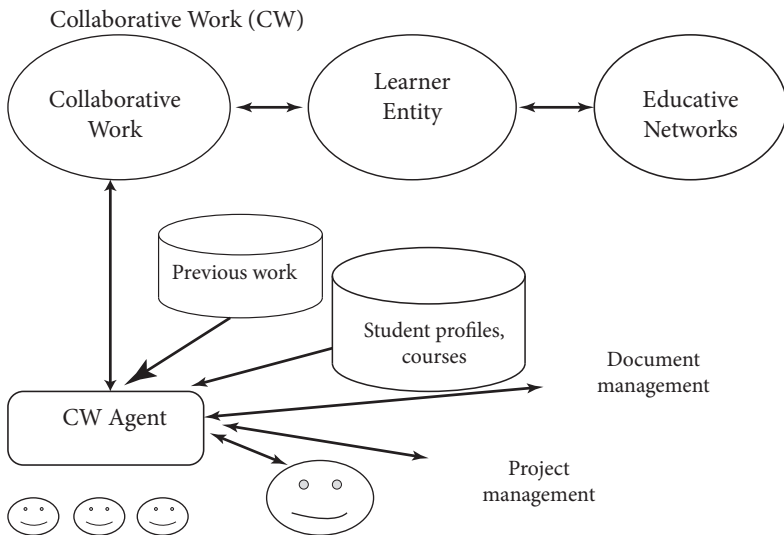 Collaborative Work (CW)
Collaborative
Work
Learner
Entity
Educative
Networks
Previous work
Student profiles,
courses
Document
management
CW Agent
Project
management